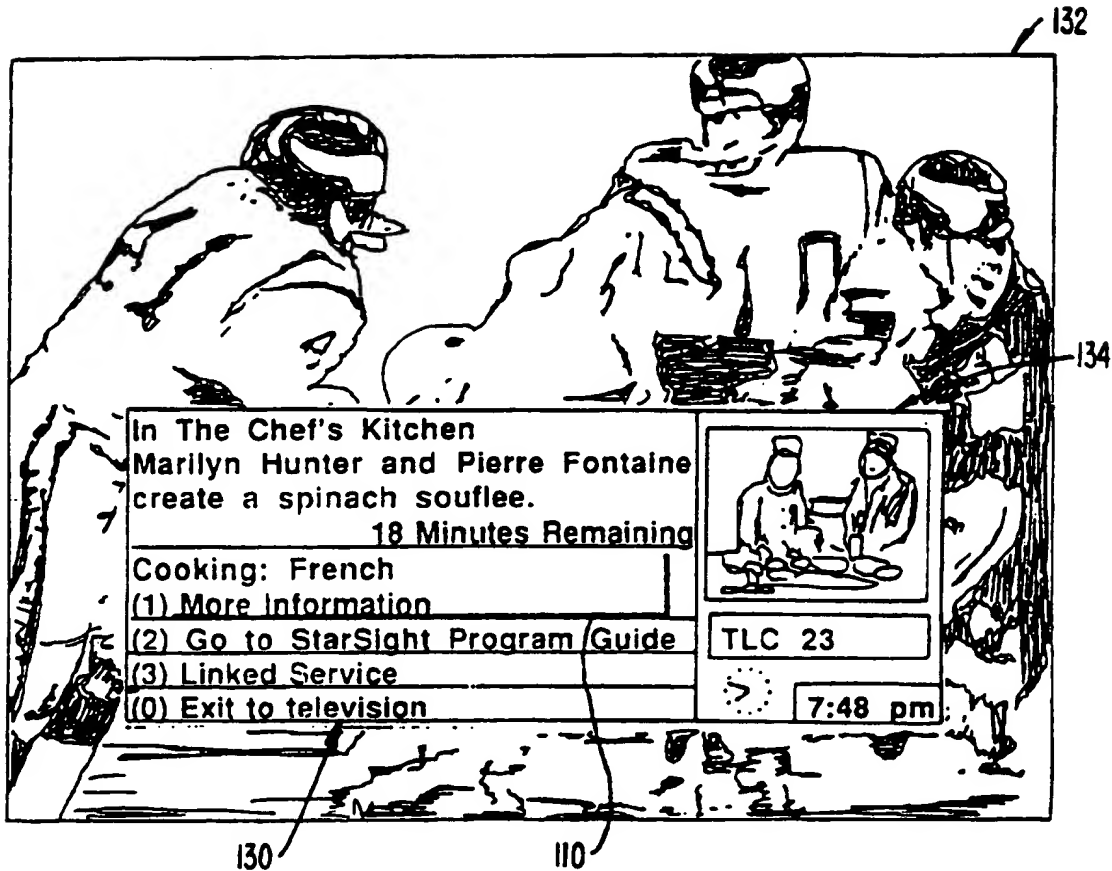 132
134
In The Chef's Kitchen
Marilyn Hunter and Pierre Fontaine
create a spinach souflee.
18 Minutes Remaining
Cooking: French
(1) More Information
(2) Go to StarSight Program Guide
(3) Linked Service
(0) Exit to television
TLC 23
7:48 pm
130
110